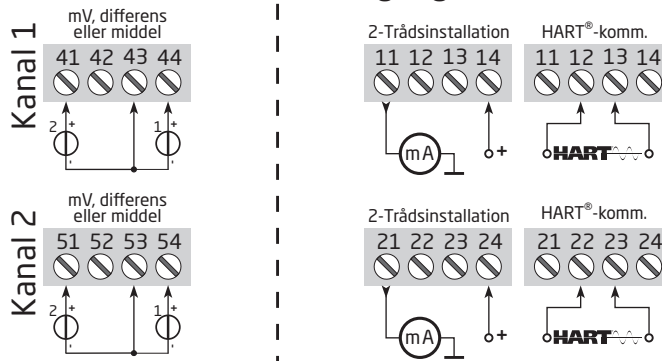 Kanal 1
mV, differens
eller middel
41 42 43 44
2 + 1 +
- -
2-Trådsinstallation
11 12 13 14
mA
+
HART®-komm.
11 12 13 14
HART
Kanal 2
mV, differens
eller middel
51 52 53 54
2 + 1 +
- -
2-Trådsinstallation
21 22 23 24
mA
+
HART®-komm.
21 22 23 24
HART